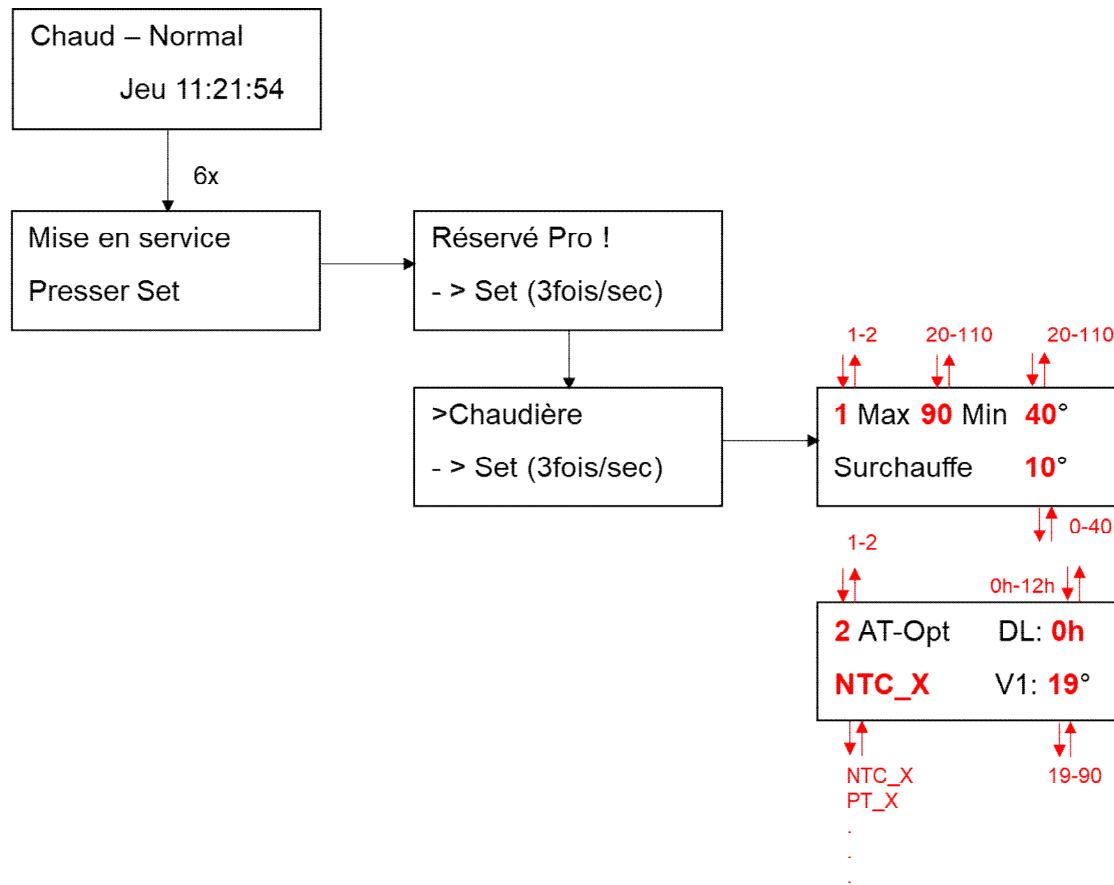 Chaud – Normal
Jeu 11:21:54
6x
Mise en service
Presser Set
Réservé Pro !
- > Set (3fois/sec)
>Chaudière
- > Set (3fois/sec)
1-2 20-110 20-110
1 Max 90 Min 40°
Surchauffe 10°
0-40
1-2
0h-12h
2 AT-Opt DL: 0h
NTC_X V1: 19°
NTC_X 19-90
PT_X
.
.
.